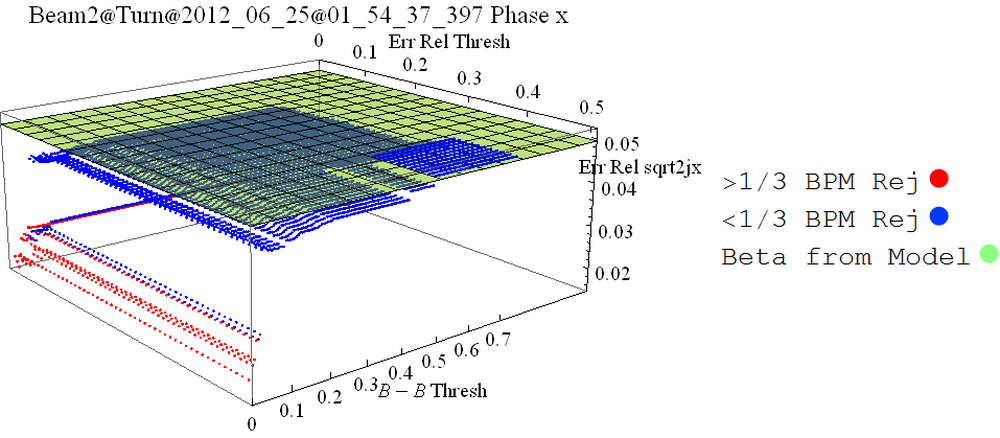 Beam2@Turn@2012_06_25@01_54_37_397 Phase x
0
0.1
Err Rel Thresh
0.2
0.3
0.4
0.5
0.05
Err Rel sqrt2jx
0.04
0.03
0.02
>1/3 BPM Rej
<1/3 BPM Rej
Beta from Model
0.7
0.6
0.5
0.4
0.3
B − B Thresh
0.2
0.1
0